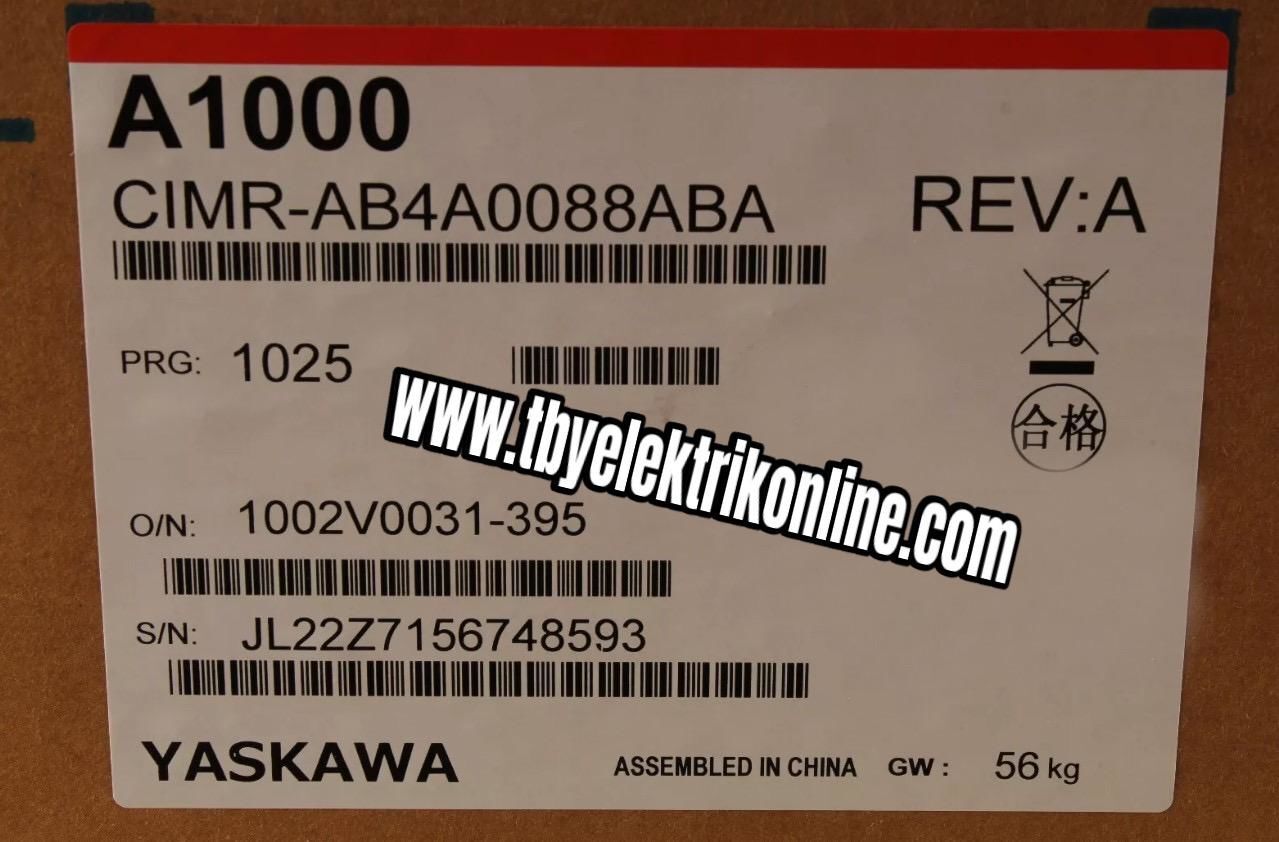 A1000
CIMR-AB4A0088ABA REV:A
PRG: 1025
合格
www.tbyelektrikonline.com
O/N: 1002V0031-395
S/N: JL22Z7156748593
YASKAWA ASSEMBLED IN CHINA GW : 56 kg